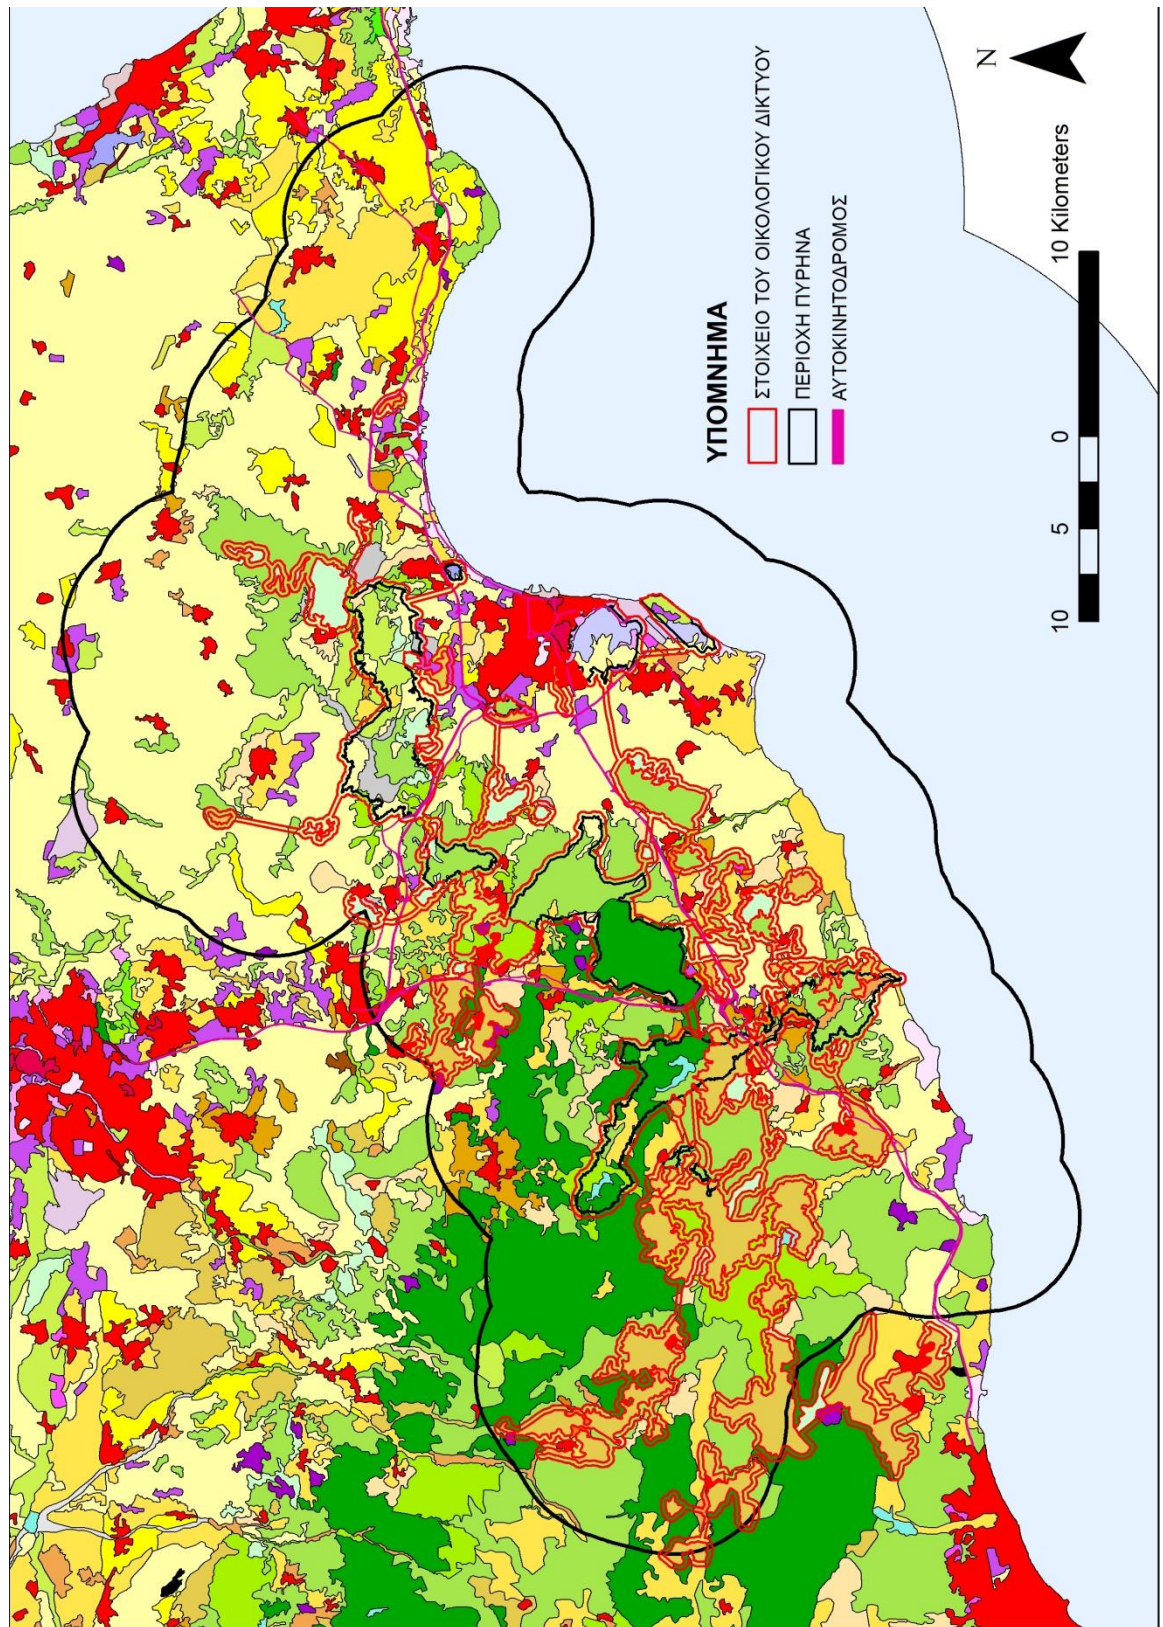 N
ΥΠΟΜΝΗΜΑ
ΣΤΟΙΧΕΙΟ ΤΟΥ ΟΙΚΟΛΟΓΙΚΟΥ ΔΙΚΤΥΟΥ
ΠΕΡΙΟΧΗ ΠΥΡΗΝΑ
ΑΥΤΟΚΙΝΗΤΟΔΡΟΜΟΣ
10 5 0 10 Kilometers